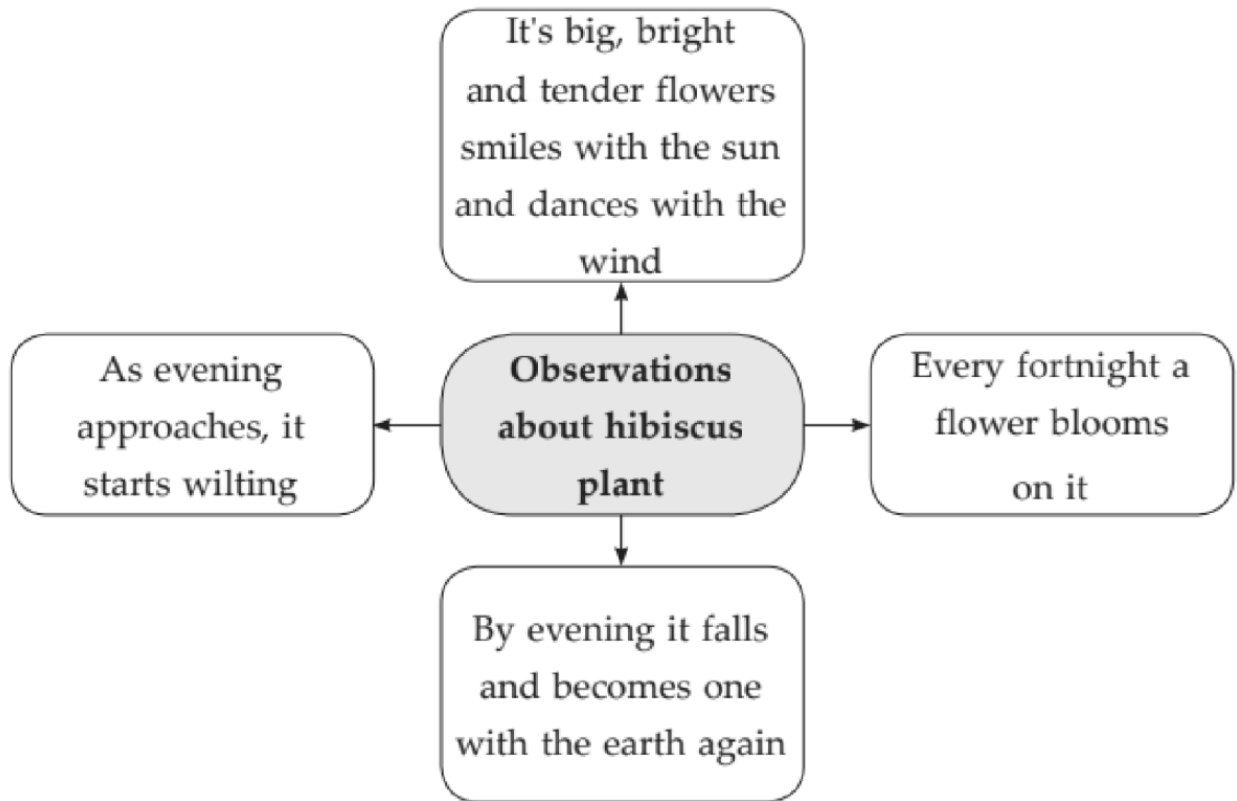 It's big, bright
and tender flowers
smiles with the sun
and dances with the
wind
As evening
approaches, it
starts wilting
Observations
about hibiscus
plant
Every fortnight a
flower blooms
on it
By evening it falls
and becomes one
with the earth again